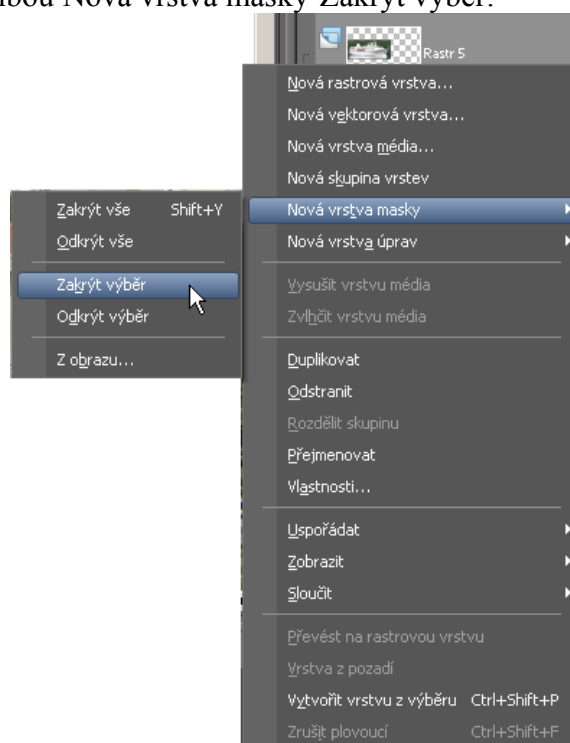 bou Nová vrstva masky-Zakrýt výběr.
Rastr 5
Nová rastrová vrstva...
Nová vektorová vrstva...
Nová vrstva média...
Nová skupina vrstev
Nová vrstva masky
Nová vrstva úprav
Zakrýt vše Shift+Y
Odkrýt vše
Zakrýt výběr
Odkrýt výběr
Z obrazu...
Vysušit vrstvu média
Zvlhčit vrstvu média
Duplikovat
Odstranit
Rozdělit skupinu
Přejmenovat
Vlastnosti...
Uspořádat
Zobrazit
Sloučit
Převést na rastrovou vrstvu
Vrstva z pozadí
Vytvořit vrstvu z výběru Ctrl+Shift+P
Zrušit plovoucí Ctrl+Shift+F